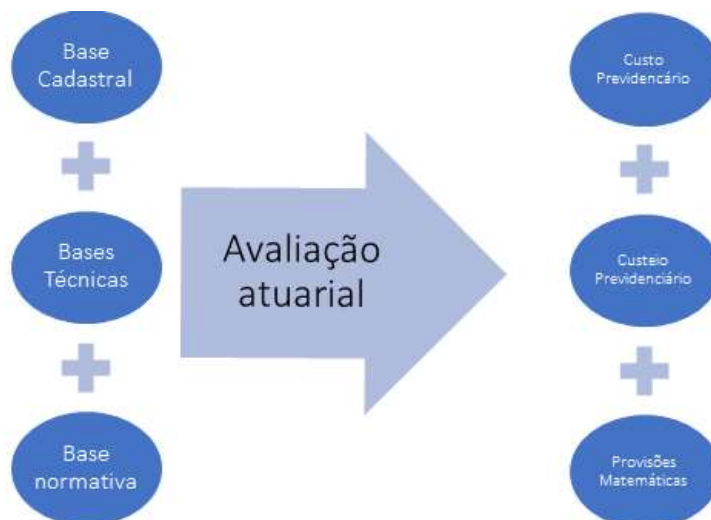 Base
Cadastral
Bases
Técnicas
Base
normativa
Avaliação
atuarial
Custo
Previdencário
Custeio
Previdenciário
Provisões
Matemáticas